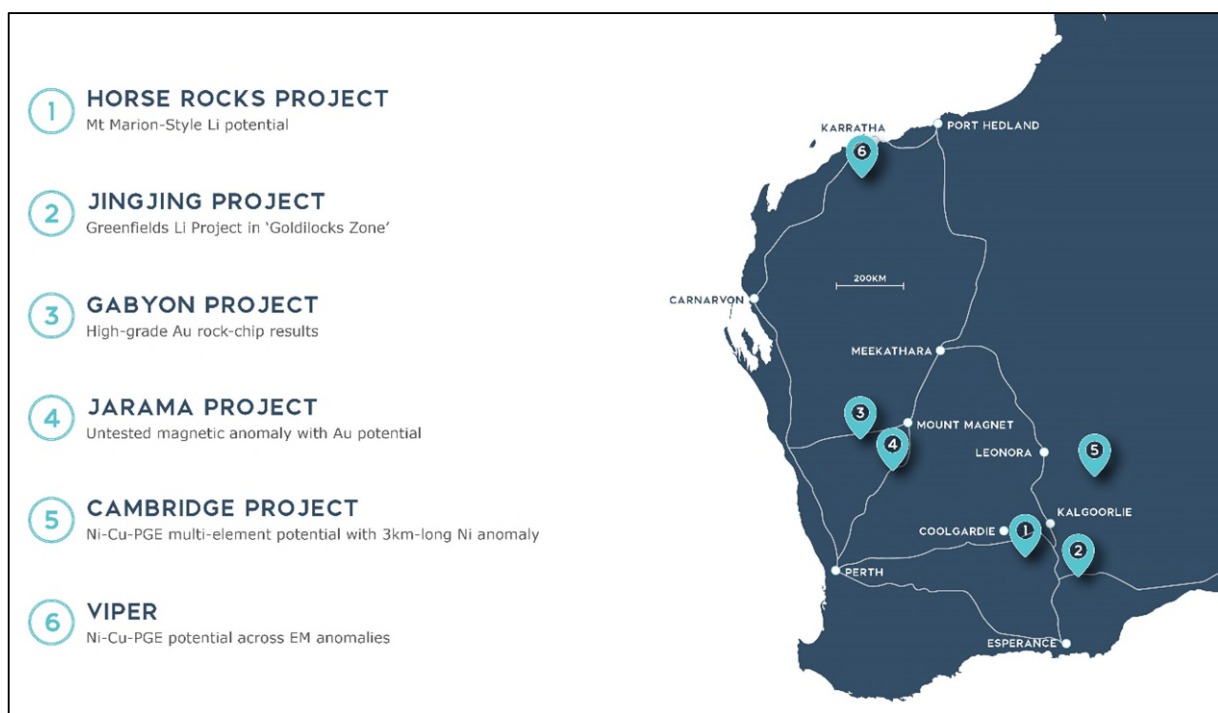 1
HORSE ROCKS PROJECT
Mt Marion-Style Li potential
2
JINGJING PROJECT
Greenfields Li Project in ‘Goldilocks Zone’
3
GABYON PROJECT
High-grade Au rock-chip results
4
JARAMA PROJECT
Untested magnetic anomaly with Au potential
5
CAMBRIDGE PROJECT
Ni-Cu-PGE multi-element potential with 3km-long Ni anomaly
6
VIPER
Ni-Cu-PGE potential across EM anomalies
KARRATHA
PORT HEDLAND
6
200KM
CARNARVON
MEEKATHARA
3
MOUNT MAGNET
4
LEONORA
5
KALGOORLIE
COOLGARDIE
1
2
PERTH
ESPERANCE